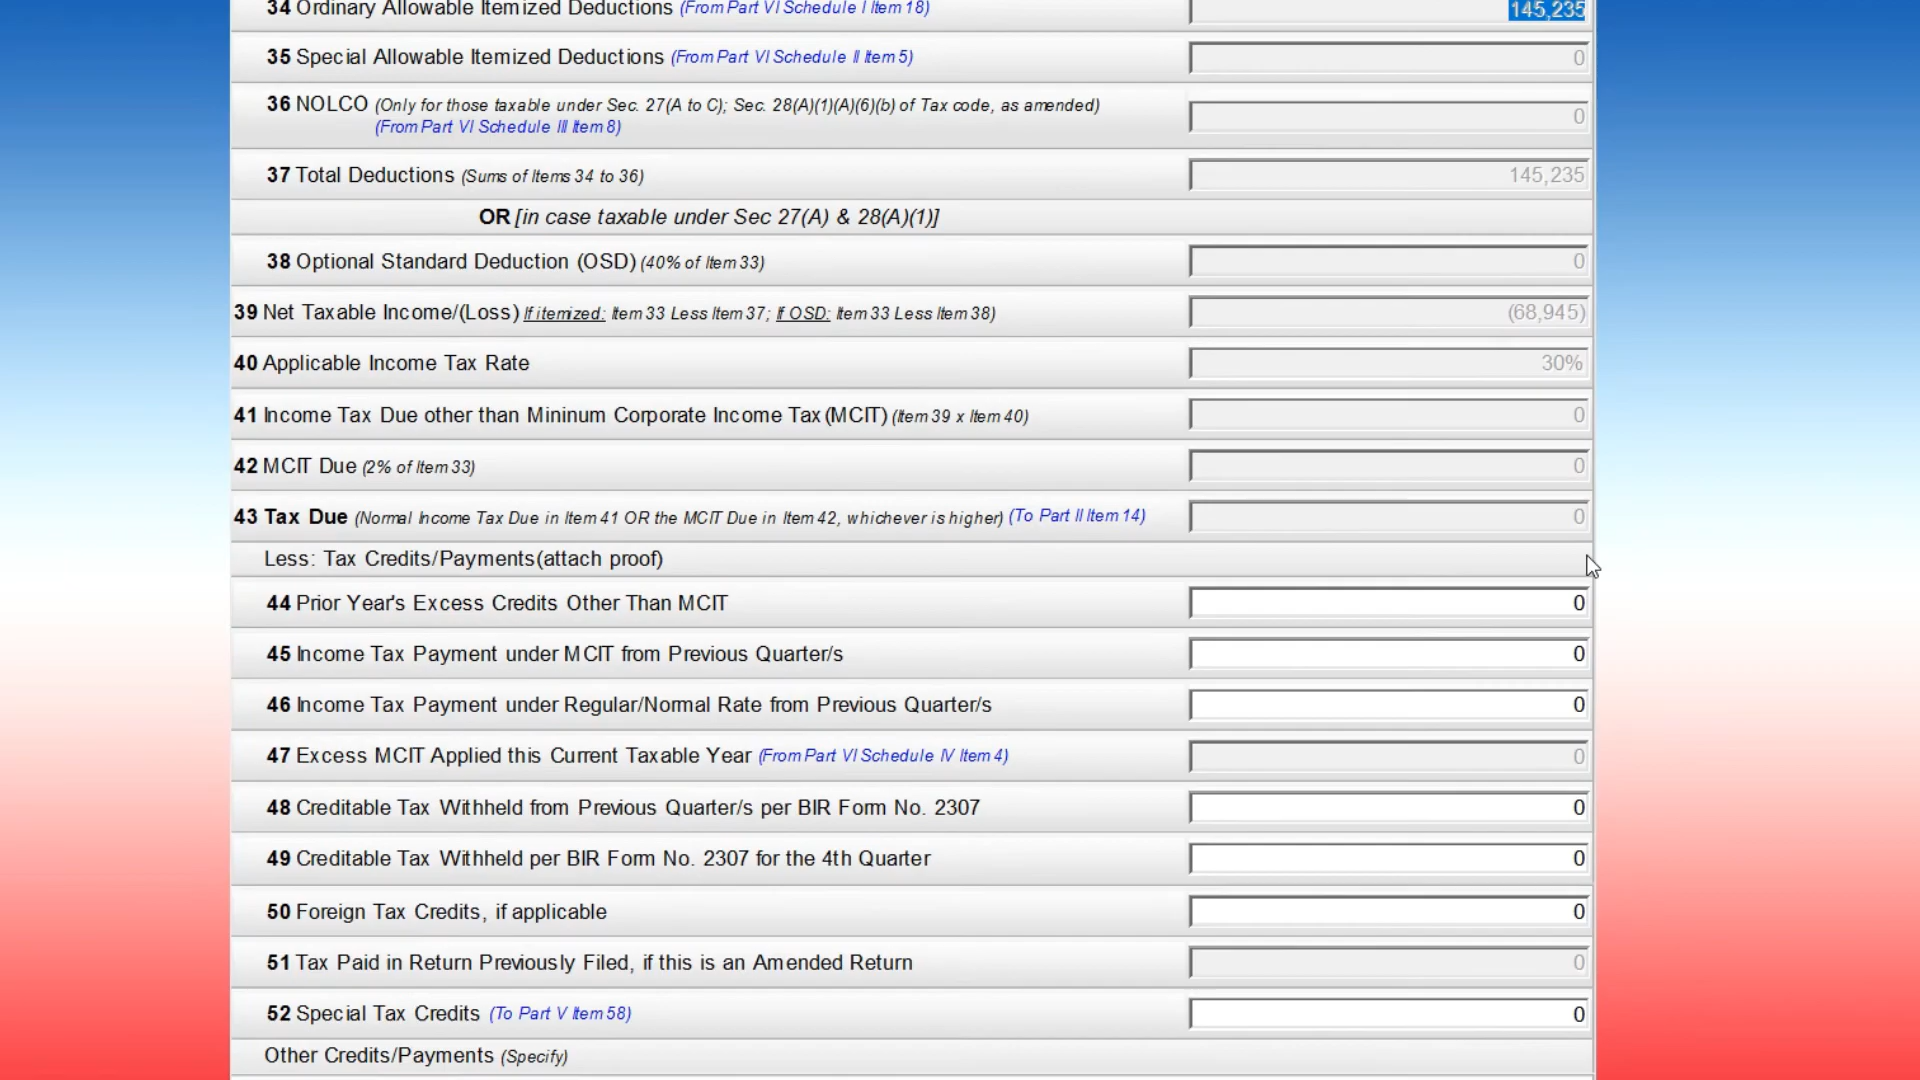 34 Ordinary Allowable Itemized Deductions (From Part VI Schedule I Item 18) 145,235
35 Special Allowable Itemized Deductions (From Part VI Schedule II Item 5) 0
36 NOLCO (Only for those taxable under Sec. 27(A to C); Sec. 28(A)(1)(A)(6)(b) of Tax code, as amended) 0
(From Part VI Schedule III Item 8)
37 Total Deductions (Sums of Items 34 to 36) 145,235
OR [in case taxable under Sec 27(A) & 28(A)(1)]
38 Optional Standard Deduction (OSD) (40% of Item 33) 0
39 Net Taxable Income/(Loss) If itemized: Item 33 Less Item 37; If OSD: Item 33 Less Item 38) (68,945)
40 Applicable Income Tax Rate 30%
41 Income Tax Due other than Mininum Corporate Income Tax (MCIT) (Item 39 x Item 40) 0
42 MCIT Due (2% of Item 33) 0
43 Tax Due (Normal Income Tax Due in Item 41 OR the MCIT Due in Item 42, whichever is higher) (To Part II Item 14) 0
Less: Tax Credits/Payments(attach proof)
44 Prior Year's Excess Credits Other Than MCIT 0
45 Income Tax Payment under MCIT from Previous Quarter/s 0
46 Income Tax Payment under Regular/Normal Rate from Previous Quarter/s 0
47 Excess MCIT Applied this Current Taxable Year (From Part VI Schedule IV Item 4) 0
48 Creditable Tax Withheld from Previous Quarter/s per BIR Form No. 2307 0
49 Creditable Tax Withheld per BIR Form No. 2307 for the 4th Quarter 0
50 Foreign Tax Credits, if applicable 0
51 Tax Paid in Return Previously Filed, if this is an Amended Return 0
52 Special Tax Credits (To Part V Item 58) 0
Other Credits/Payments (Specify)